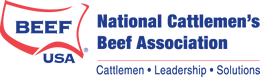 BEEF
USA®
National Cattlemen's
Beef Association
Cattlemen • Leadership • Solutions